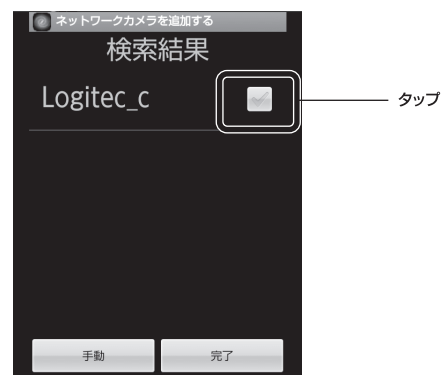 ネットワークカメラを追加する
検索結果
Logitec_c
タップ
手動
完了